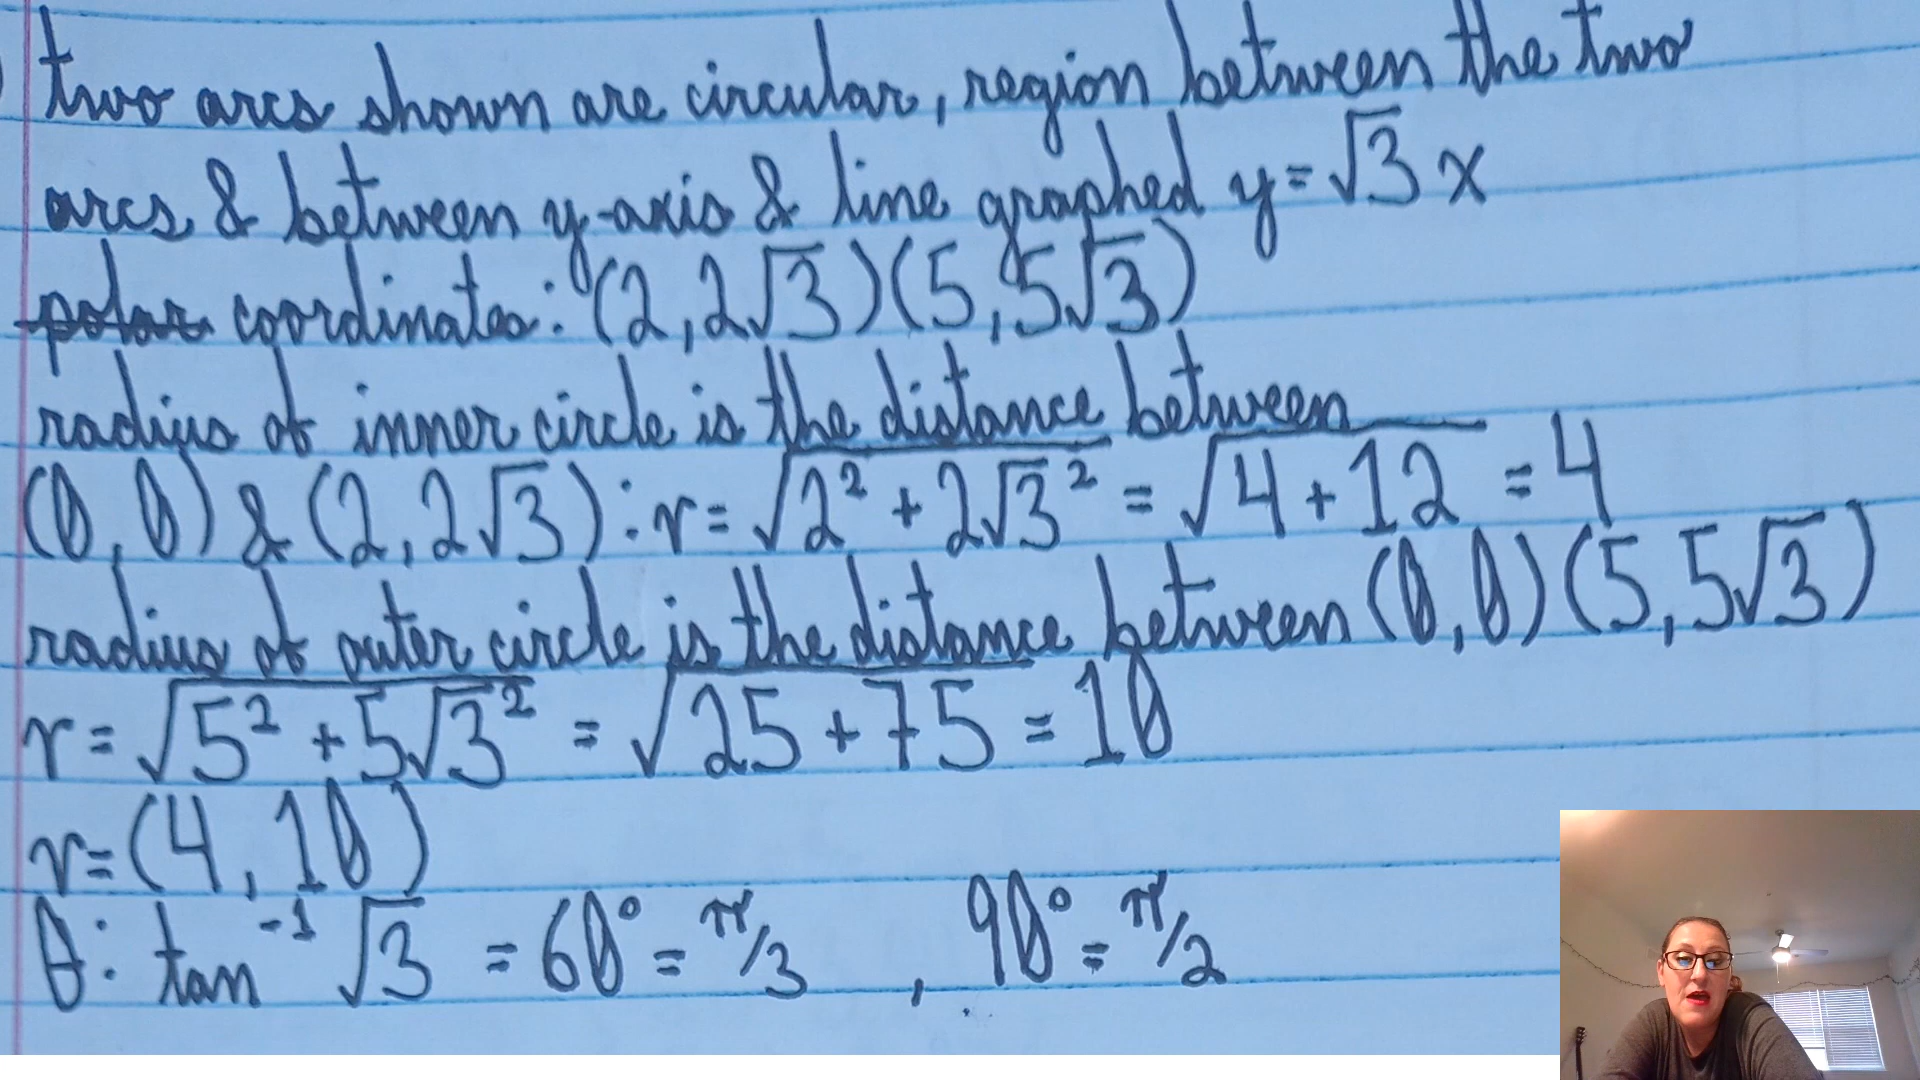 two arcs shown are circular, region between the two
arcs & between y-axis & line graphed y=√3 x
polar coordinates: (2, 2√3)(5, 5√3)
radius of inner circle is the distance between
(0, 0) & (2, 2√3): r = √(2² + 2√3²) = √(4 + 12) = 4
radius of outer circle is the distance between (0, 0)(5, 5√3)
r = √(5² + 5√3²) = √(25 + 75) = 10
r = (4, 10)
θ: tan⁻¹ √3 = 60° = π/3 , 90° = π/2